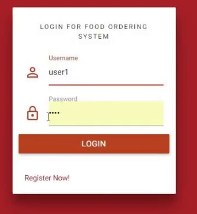 LOGIN FOR FOOD ORDERING
SYSTEM
Username
user1
Password
••••
LOGIN
Register Now!